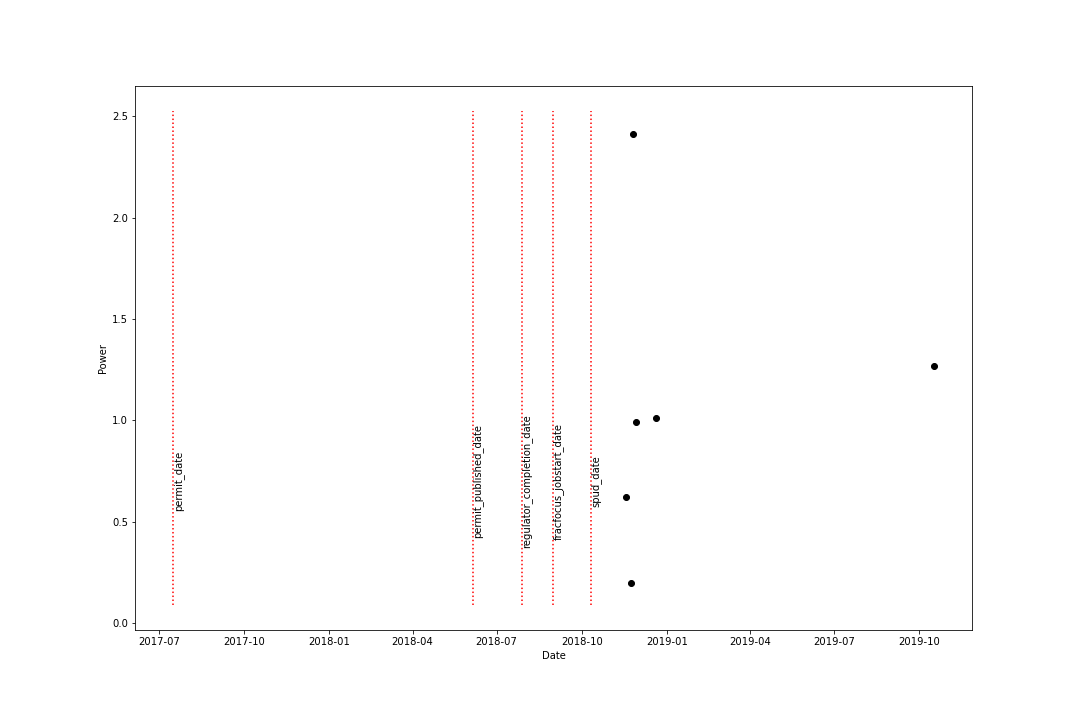 2.5
2.0
1.5
1.0
0.5
0.0
Power
permit_date
permit_published_date
regulator_completion_date
fracfocus_jobstart_date
spud_date
2017-07 2017-10 2018-01 2018-04 2018-07 2018-10 2019-01 2019-04 2019-07 2019-10
Date